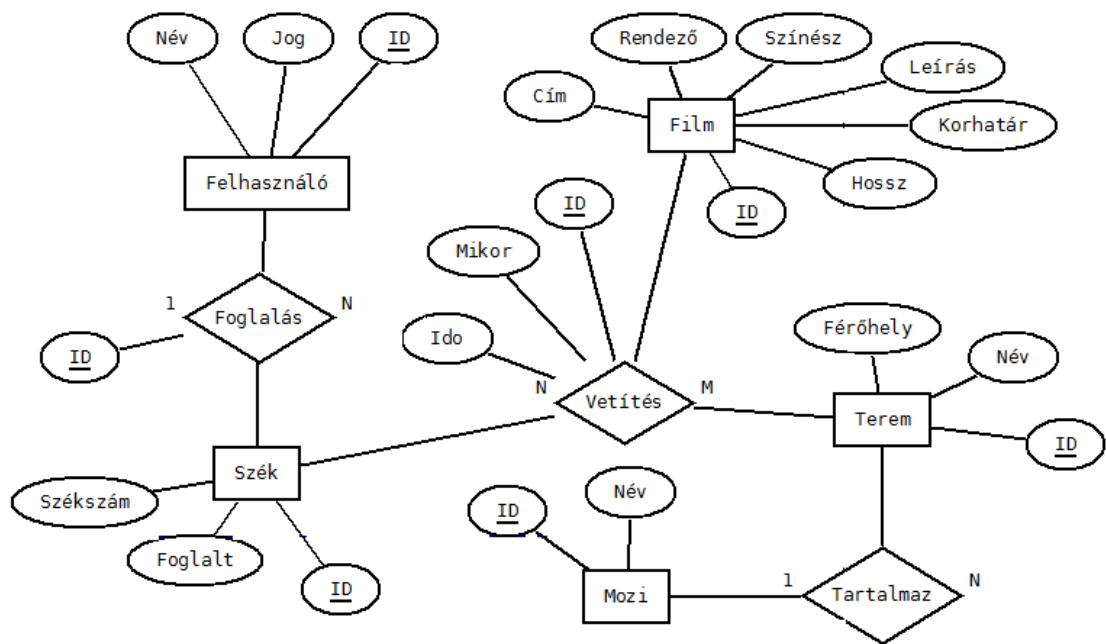 Név
Jog
ID
Rendező
Színész
Leírás
Cím
Film
Korhatár
Hossz
ID
Felhasználó
ID
Mikor
1
Foglalás
N
Ido
ID
Férőhely
Név
N
Vetítés
M
Terem
ID
Szék
Székszám
Foglalt
ID
ID
Név
Mozi
1
Tartalmaz
N